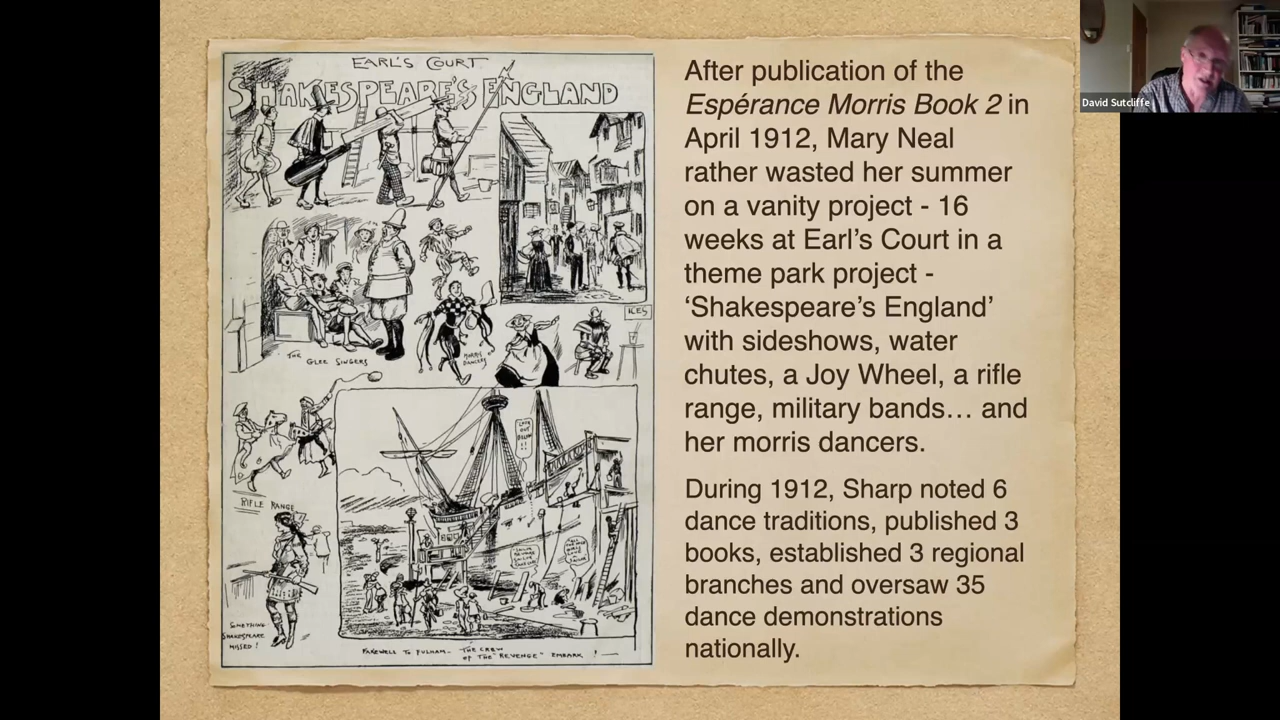 EARL'S COURT
SHAKESPEARE'S ENGLAND
ICES
THE
GLEE SINGERS
MORRIS
DANCERS
RIFLE RANGE
LOOK
OUT
BELOW
SOMETHING
SHAKESPEARE
MISSED!
FAREWELL TO FULHAM - THE CREW
OF THE "REVENGE" EMBARK!
After publication of the
Espérance Morris Book 2 in
April 1912, Mary Neal
rather wasted her summer
on a vanity project - 16
weeks at Earl's Court in a
theme park project -
‘Shakespeare's England’
with sideshows, water
chutes, a Joy Wheel, a rifle
range, military bands… and
her morris dancers.
During 1912, Sharp noted 6
dance traditions, published 3
books, established 3 regional
branches and oversaw 35
dance demonstrations
nationally.
David Sutcliffe